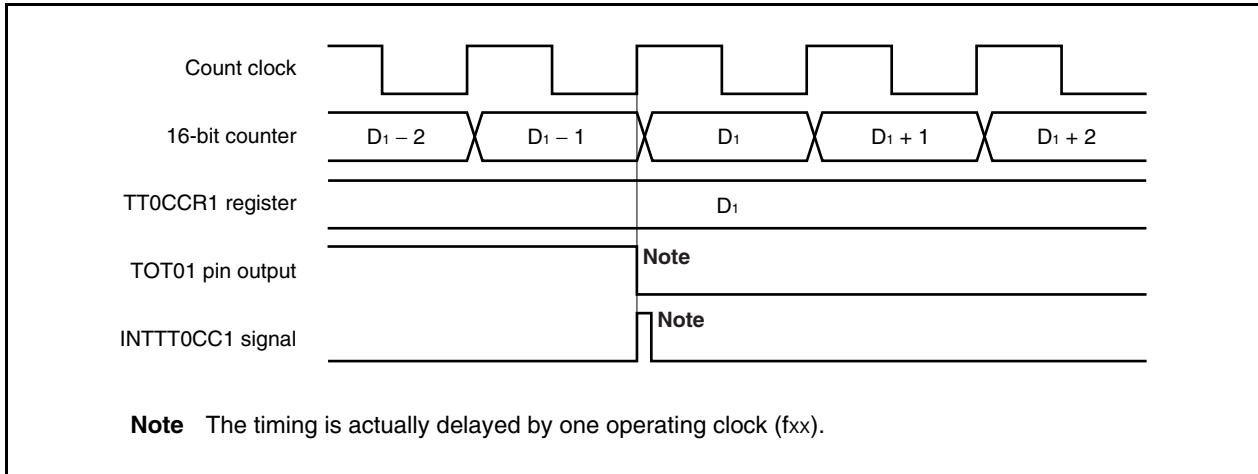 Count clock
16-bit counter D1 − 2 D1 − 1 D1 D1 + 1 D1 + 2
TT0CCR1 register D1
TOT01 pin output Note
INTTT0CC1 signal Note
Note The timing is actually delayed by one operating clock (fxx).